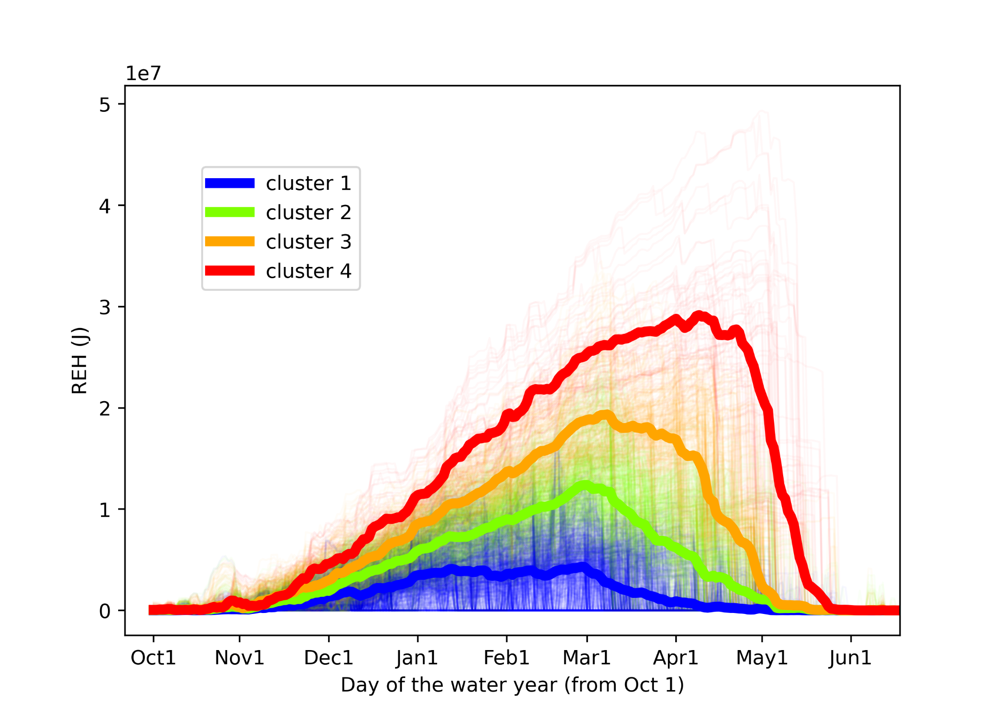 1e7
5
4
3
2
1
0
REH (J)
cluster 1
cluster 2
cluster 3
cluster 4
Oct1 Nov1 Dec1 Jan1 Feb1 Mar1 Apr1 May1 Jun1
Day of the water year (from Oct 1)